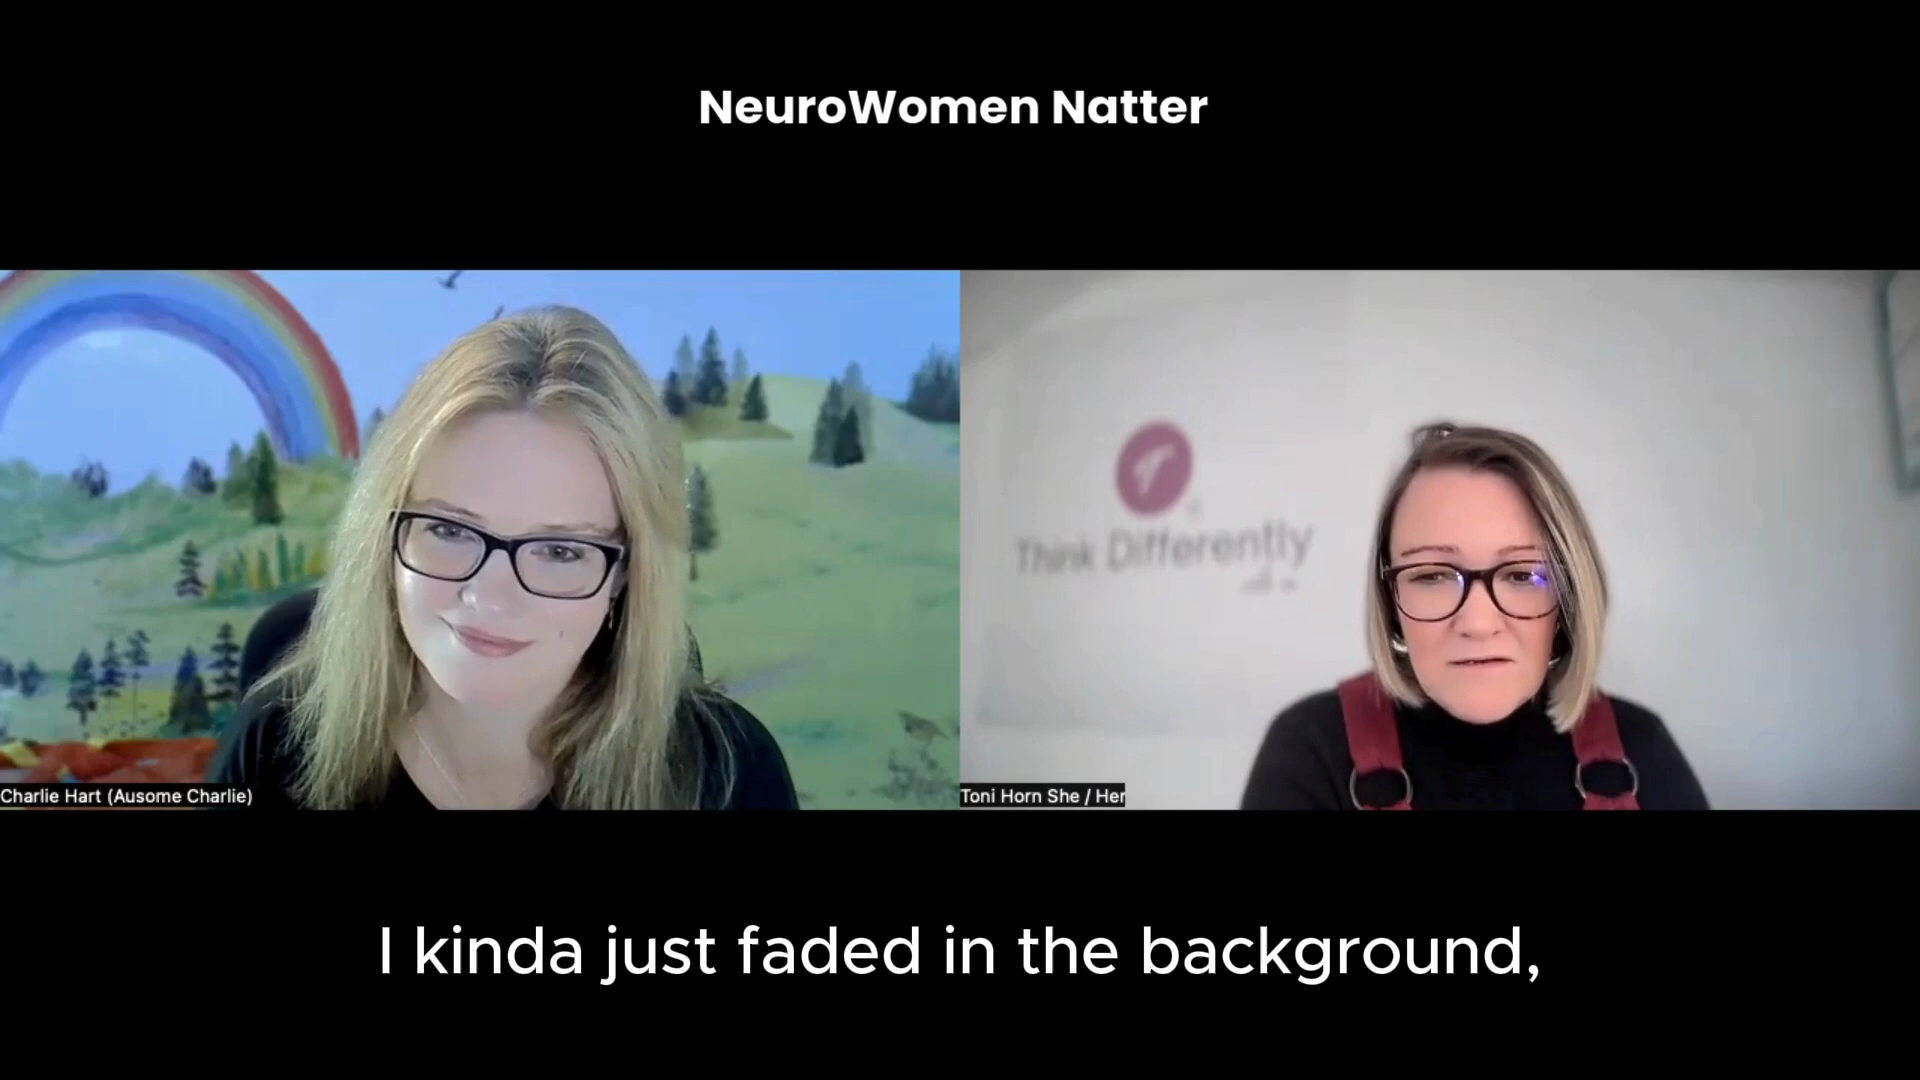 NeuroWomen Natter
Think Differently
Charlie Hart (Ausome Charlie)
Toni Horn She / Her
I kinda just faded in the background,